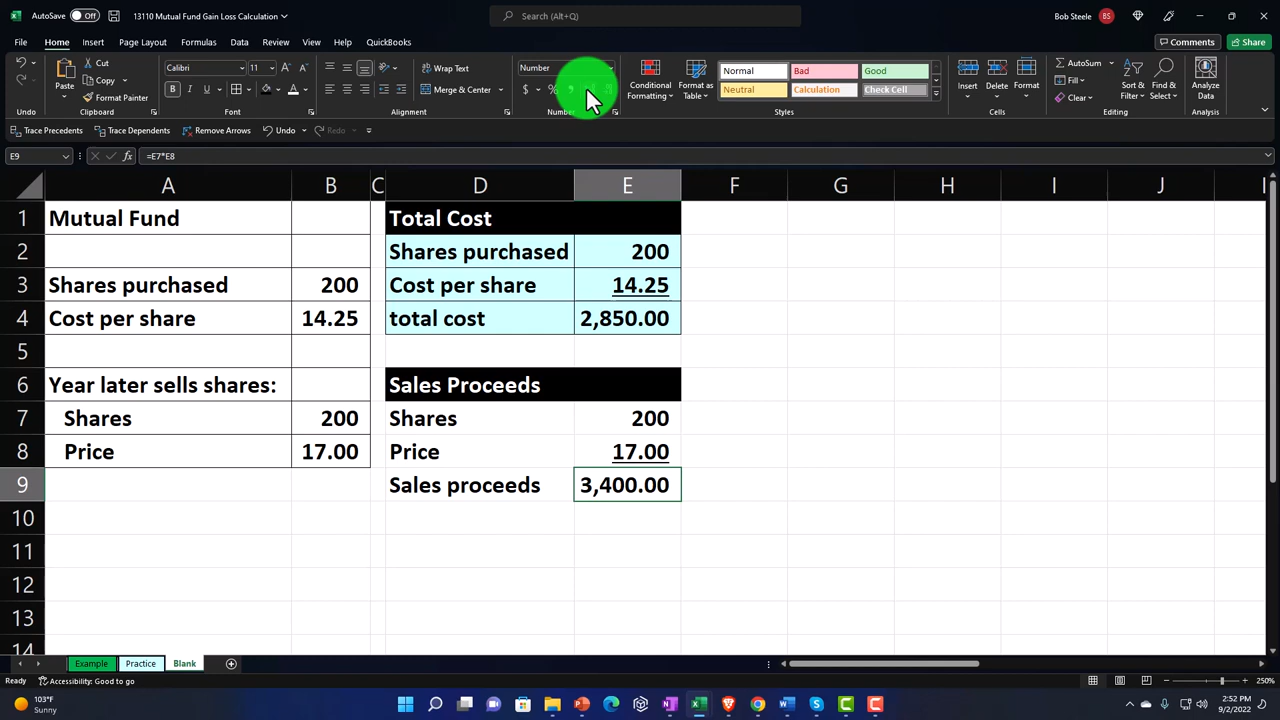 AutoSave Off 13110 Mutual Fund Gain Loss Calculation Search (Alt+Q) Bob Steele BS
File Home Insert Page Layout Formulas Data Review View Help QuickBooks Comments Share
Cut Calibri 11 Wrap Text Number Normal Bad Good AutoSum
Paste Copy Merge & Center Conditional Formatting Format as Table Neutral Calculation Check Cell Insert Delete Format Fill Sort & Filter Find & Select Analyze Data
Format Painter Clear
Undo Clipboard Font Alignment Number Styles Cells Editing Analysis
Trace Precedents Trace Dependents Remove Arrows Undo Redo
E9 fx =E7*E8
A B C D E F G H I J
1 Mutual Fund Total Cost
2 Shares purchased 200
3 Shares purchased 200 Cost per share 14.25
4 Cost per share 14.25 total cost 2,850.00
5
6 Year later sells shares: Sales Proceeds
7 Shares 200 Shares 200
8 Price 17.00 Price 17.00
9 Sales proceeds 3,400.00
10
11
12
13
14
Example Practice Blank
Ready Accessibility: Good to go 250%
103°F
Sunny
2:52 PM
9/2/2022